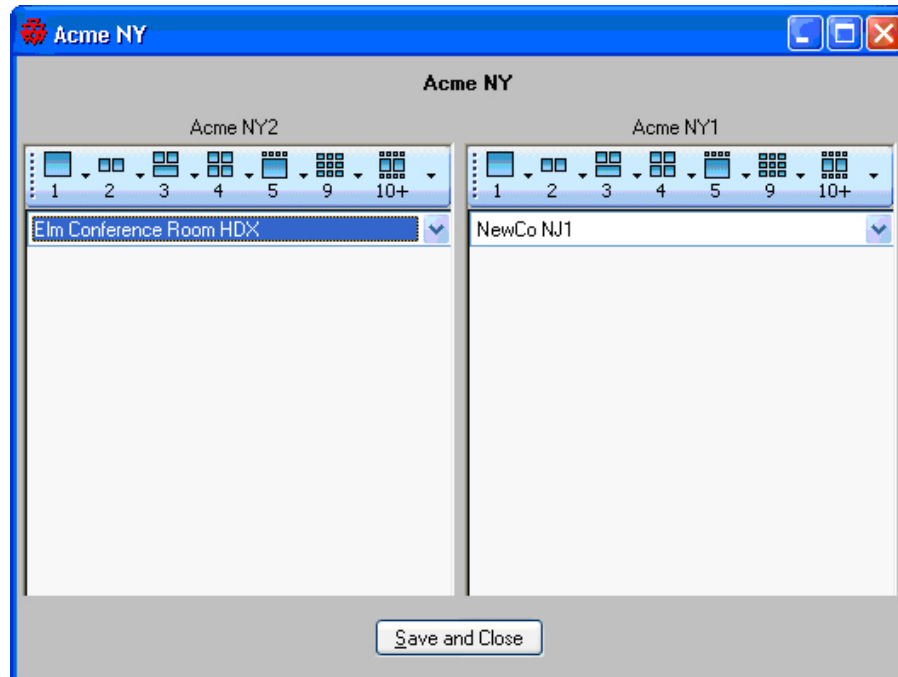 Acme NY
Acme NY
Acme NY2 Acme NY1
1 2 3 4 5 9 10+ 1 2 3 4 5 9 10+
Elm Conference Room HDX NewCo NJ1
Save and Close